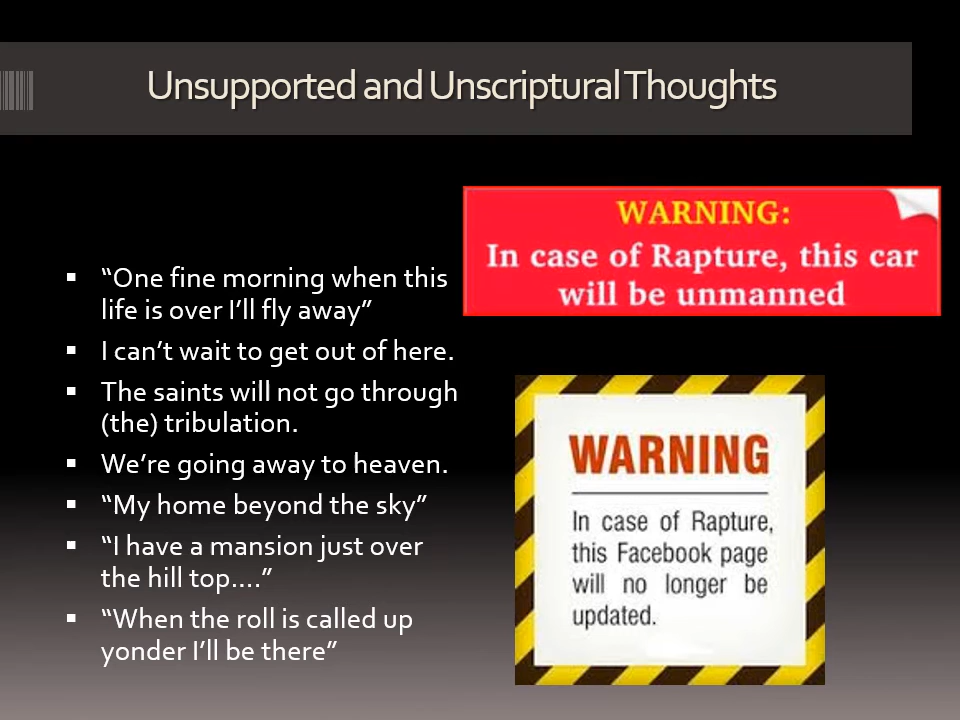 Unsupported and Unscriptural Thoughts
▪ “One fine morning when this
life is over I’ll fly away”
▪ I can’t wait to get out of here.
▪ The saints will not go through
(the) tribulation.
▪ We’re going away to heaven.
▪ “My home beyond the sky”
▪ “I have a mansion just over
the hill top….”
▪ “When the roll is called up
yonder I’ll be there”
WARNING:
In case of Rapture, this car
will be unmanned
WARNING
In case of Rapture,
this Facebook page
will no longer be
updated.